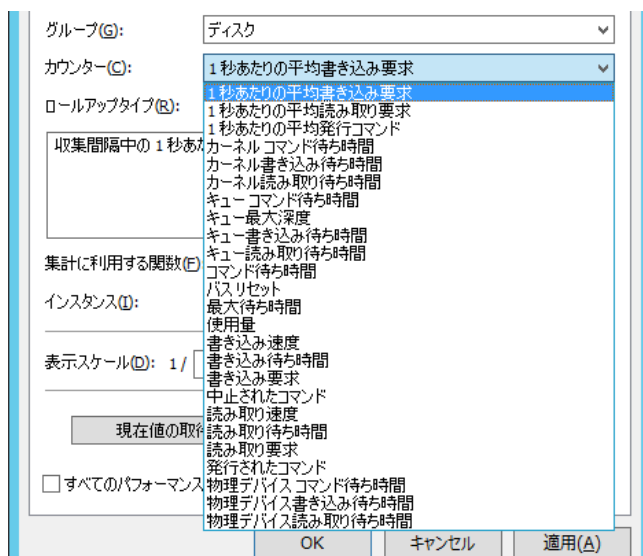 グループ(G):
ディスク
カウンター(C):
1秒あたりの平均書き込み要求
ロールアップタイプ(R):
収集間隔中の1秒あた
集計に利用する関数(F)
インスタンス(I):
表示スケール(D): 1/
現在値の取得
すべてのパフォーマンス
1秒あたりの平均書き込み要求
1秒あたりの平均読み取り要求
1秒あたりの平均発行コマンド
カーネル コマンド待ち時間
カーネル書き込み待ち時間
カーネル読み取り待ち時間
キュー コマンド待ち時間
キュー最大深度
キュー書き込み待ち時間
キュー読み取り待ち時間
コマンド待ち時間
バス リセット
最大待ち時間
使用量
書き込み速度
書き込み待ち時間
書き込み要求
中止されたコマンド
読み取り速度
読み取り待ち時間
読み取り要求
発行されたコマンド
物理デバイス コマンド待ち時間
物理デバイス書き込み待ち時間
物理デバイス読み取り待ち時間
OK
キャンセル
適用(A)